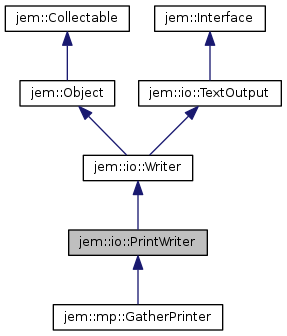 jem::Collectable
jem::Interface
jem::Object
jem::io::TextOutput
jem::io::Writer
jem::io::PrintWriter
jem::mp::GatherPrinter